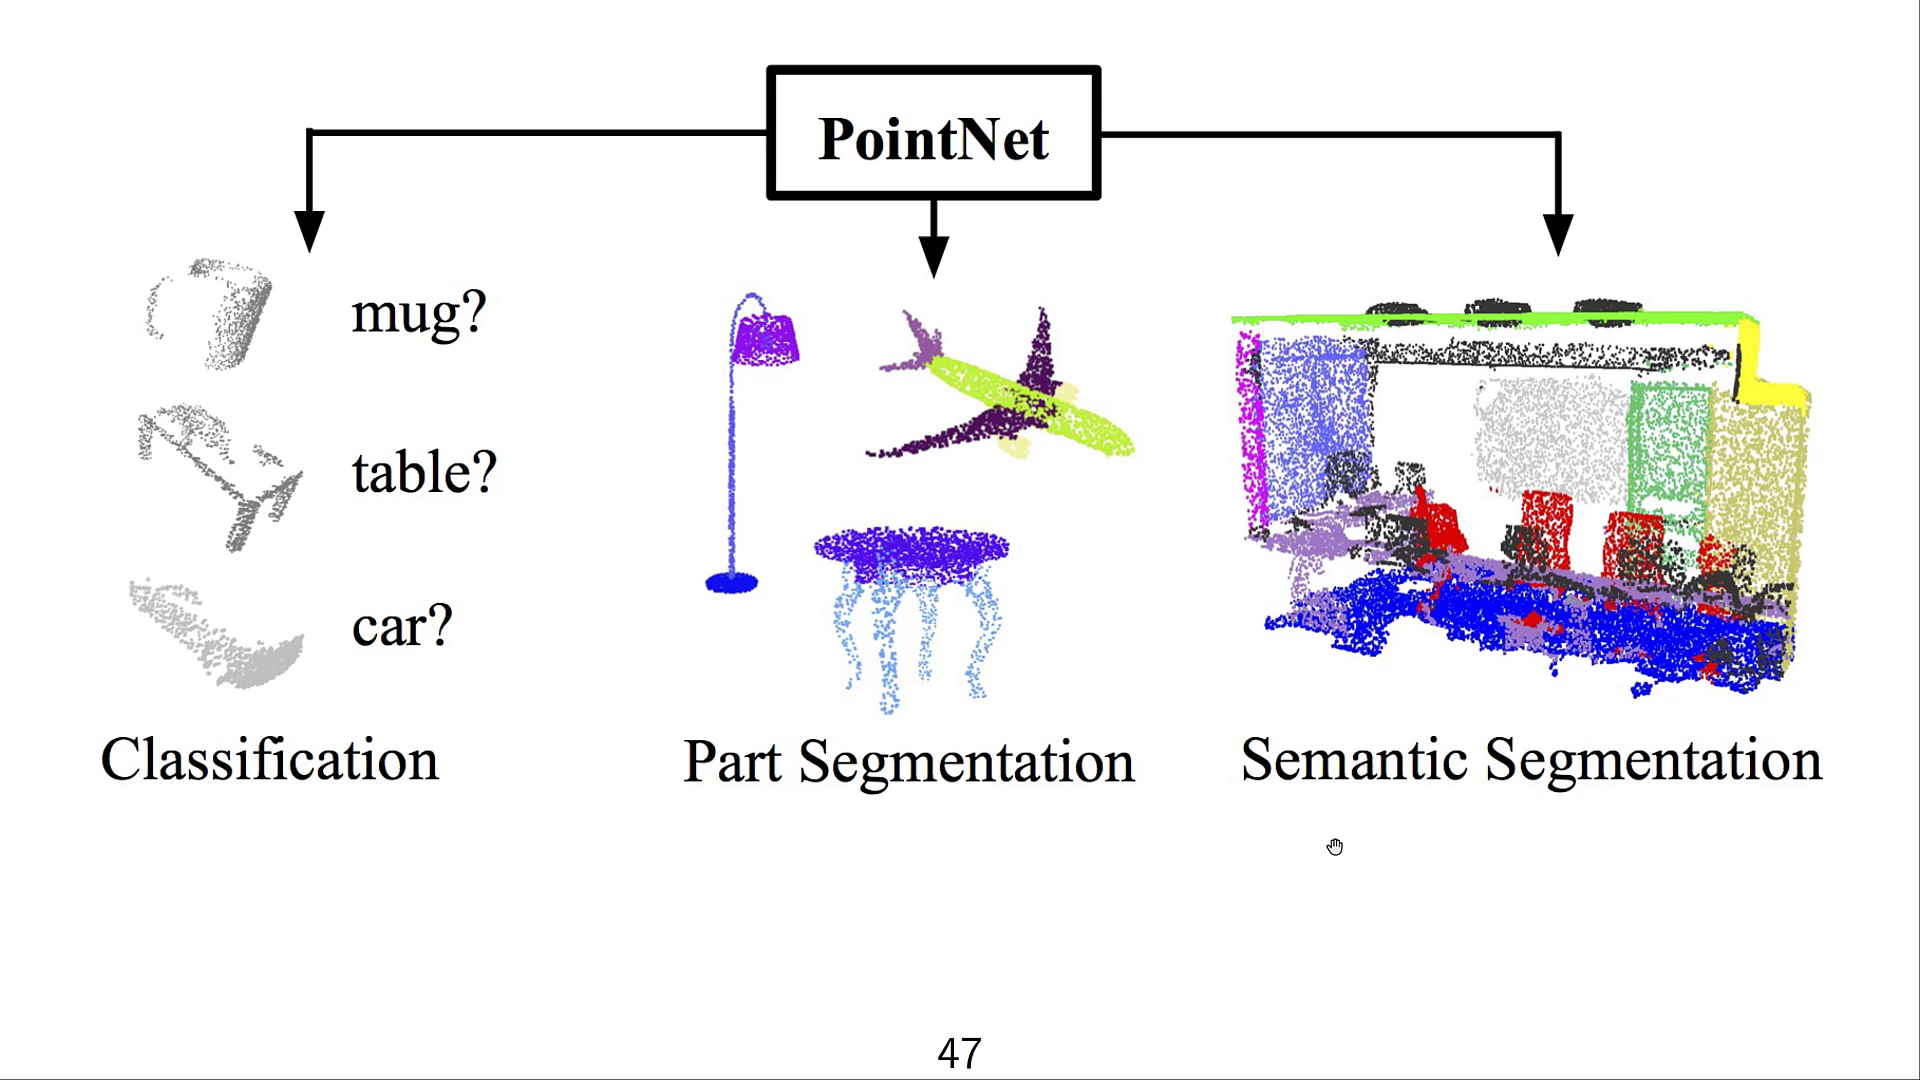 PointNet
mug?
table?
car?
Classification
Part Segmentation
Semantic Segmentation
47